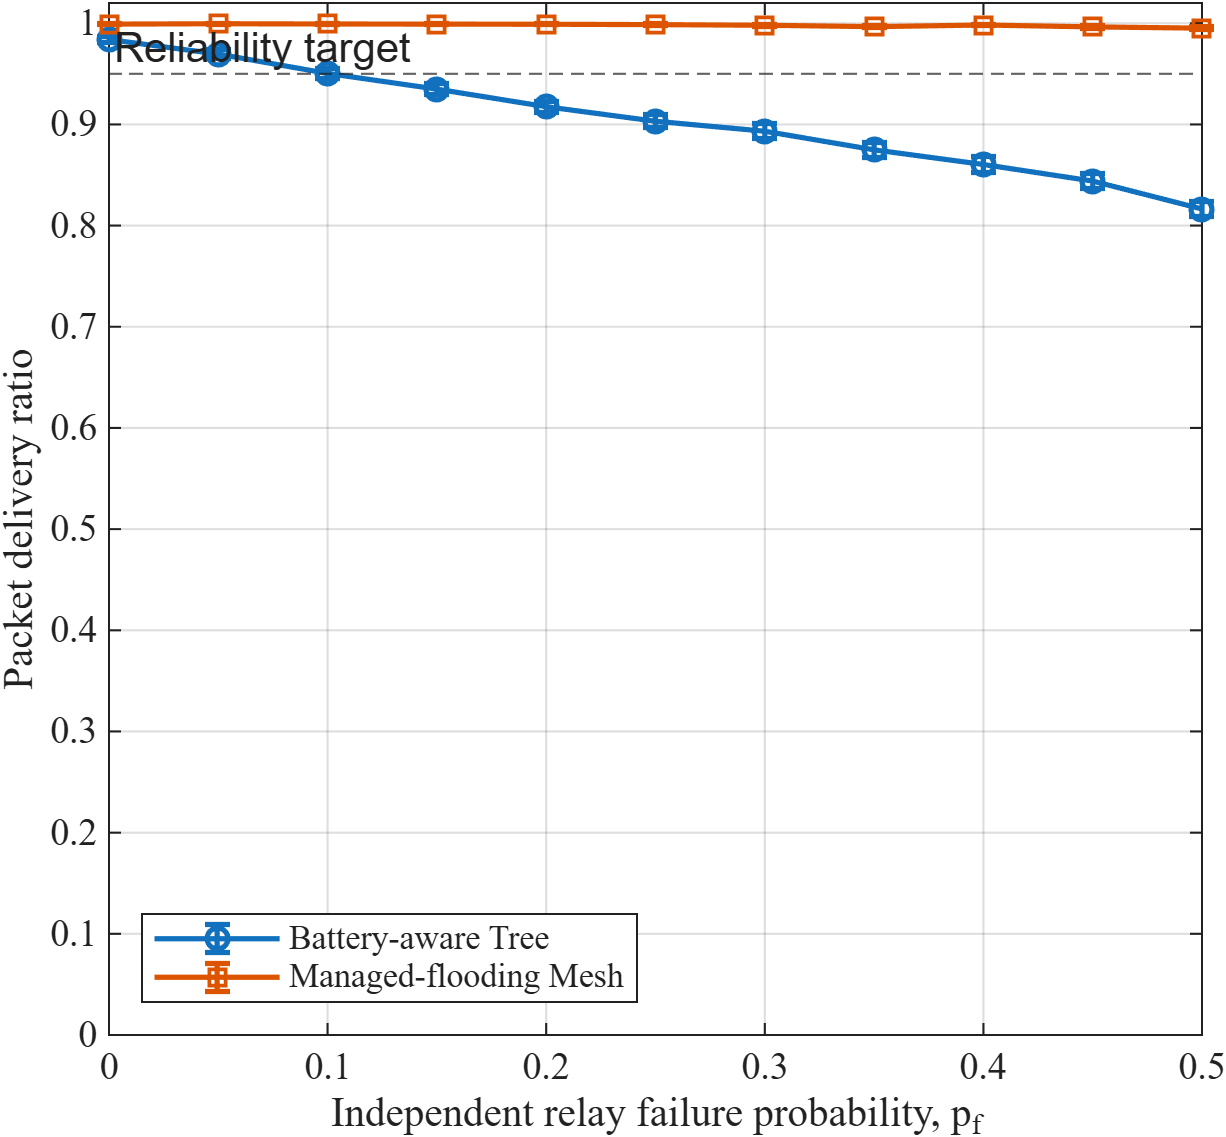 1
Reliability target
0.9
0.8
0.7
0.6
0.5
0.4
0.3
0.2
0.1
0
Packet delivery ratio
Battery-aware Tree
Managed-flooding Mesh
0 0.1 0.2 0.3 0.4 0.5
Independent relay failure probability, p_f